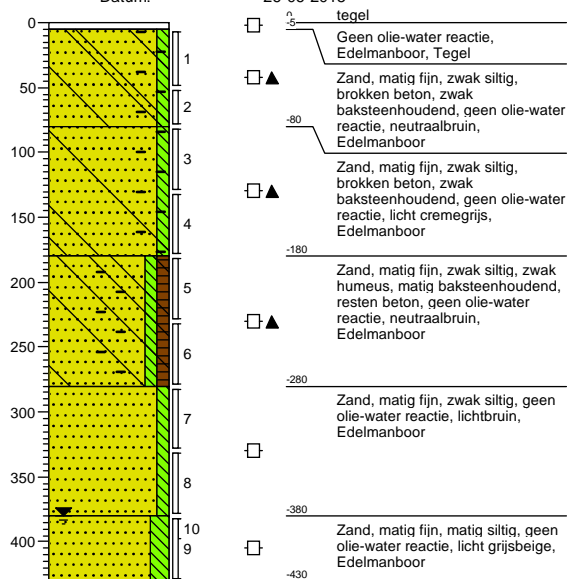 0
tegel
-5
Geen olie-water reactie,
Edelmanboor, Tegel
Zand, matig fijn, zwak siltig,
brokken beton, zwak
baksteenhoudend, geen olie-water
reactie, neutraalbruin,
Edelmanboor
-80
Zand, matig fijn, zwak siltig,
brokken beton, zwak
baksteenhoudend, geen olie-water
reactie, licht cremegrijs,
Edelmanboor
-180
Zand, matig fijn, zwak siltig, zwak
humeus, matig baksteenhoudend,
resten beton, geen olie-water
reactie, neutraalbruin,
Edelmanboor
-280
Zand, matig fijn, zwak siltig, geen
olie-water reactie, lichtbruin,
Edelmanboor
-380
Zand, matig fijn, matig siltig, geen
olie-water reactie, licht grijsbeige,
Edelmanboor
-430
0
50
100
150
200
250
300
350
400
1
2
3
4
5
6
7
8
10
9